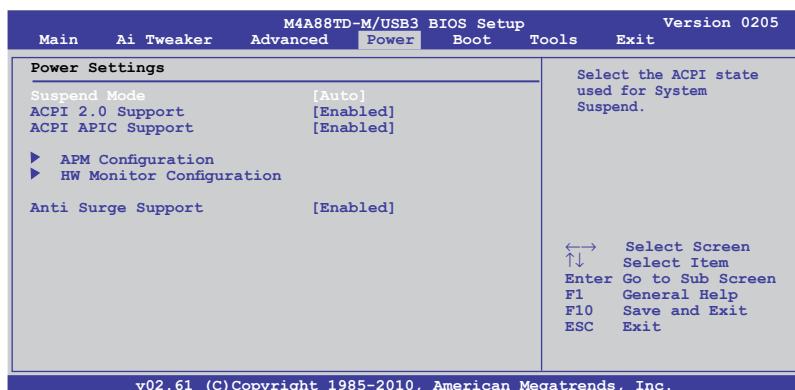 M4A88TD-M/USB3 BIOS Setup Version 0205
Main Ai Tweaker Advanced Power Boot Tools Exit
Power Settings
Suspend Mode [Auto]
ACPI 2.0 Support [Enabled]
ACPI APIC Support [Enabled]
APM Configuration
HW Monitor Configuration
Anti Surge Support [Enabled]
Select the ACPI state
used for System
Suspend.
←→ Select Screen
↑↓ Select Item
Enter Go to Sub Screen
F1 General Help
F10 Save and Exit
ESC Exit
v02.61 (C)Copyright 1985-2010, American Megatrends, Inc.